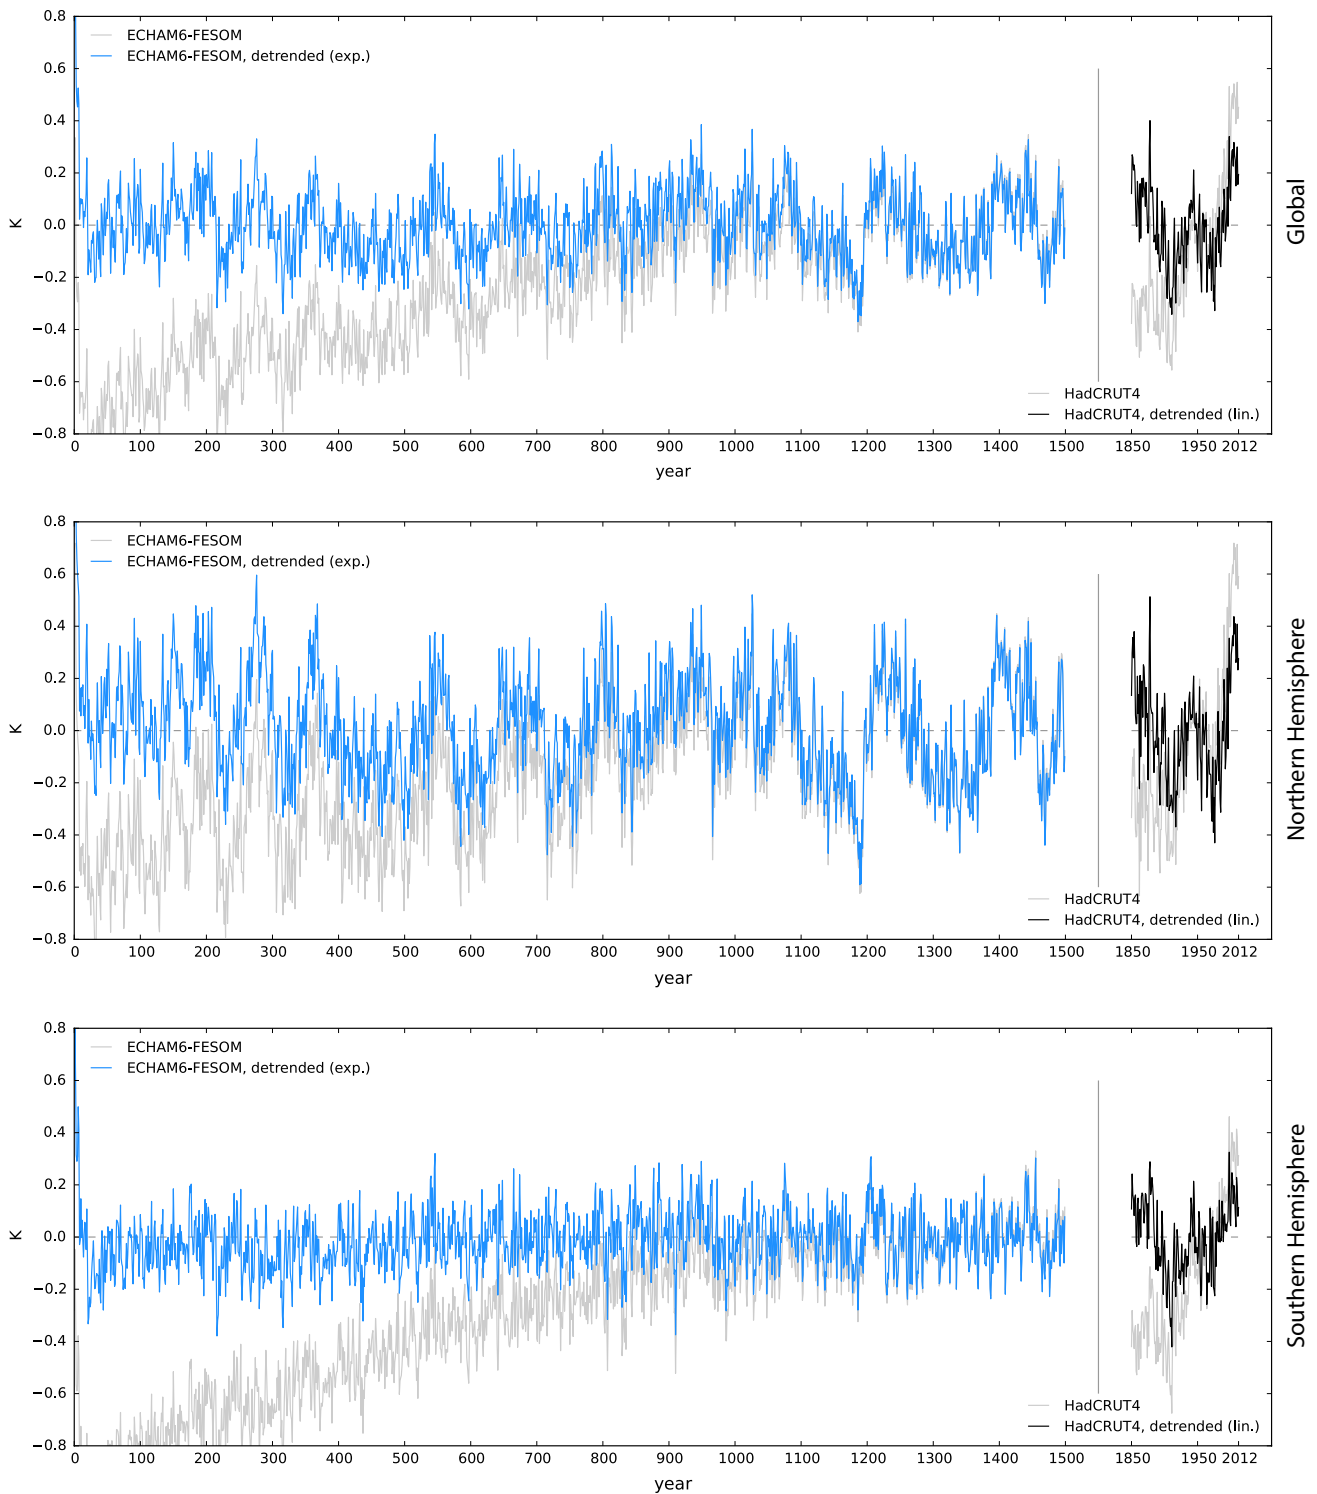 0.8
0.6
0.4
0.2
0.0
−0.2
−0.4
−0.6
−0.8
K
ECHAM6-FESOM
ECHAM6-FESOM, detrended (exp.)
HadCRUT4
HadCRUT4, detrended (lin.)
0 100 200 300 400 500 600 700 800 900 1000 1100 1200 1300 1400 1500 1850 1950 2012
year
Global
0.8
0.6
0.4
0.2
0.0
−0.2
−0.4
−0.6
−0.8
K
ECHAM6-FESOM
ECHAM6-FESOM, detrended (exp.)
HadCRUT4
HadCRUT4, detrended (lin.)
0 100 200 300 400 500 600 700 800 900 1000 1100 1200 1300 1400 1500 1850 1950 2012
year
Northern Hemisphere
0.8
0.6
0.4
0.2
0.0
−0.2
−0.4
−0.6
−0.8
K
ECHAM6-FESOM
ECHAM6-FESOM, detrended (exp.)
HadCRUT4
HadCRUT4, detrended (lin.)
0 100 200 300 400 500 600 700 800 900 1000 1100 1200 1300 1400 1500 1850 1950 2012
year
Southern Hemisphere